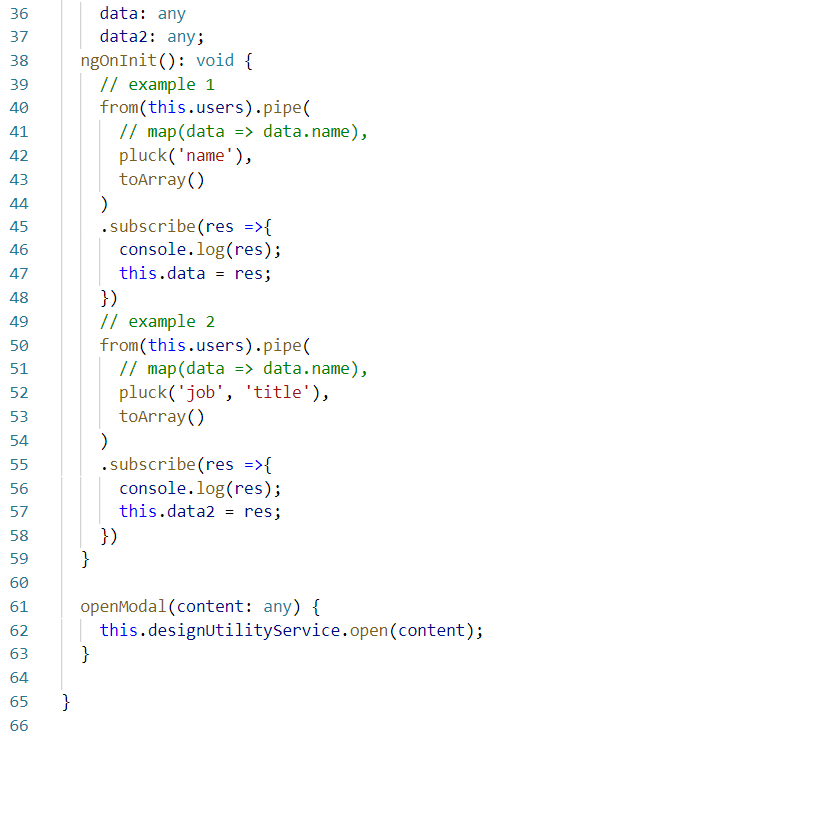 36 data: any
37 data2: any;
38 ngOnInit(): void {
39 // example 1
40 from(this.users).pipe(
41 // map(data => data.name),
42 pluck('name'),
43 toArray()
44 )
45 .subscribe(res =>{
46 console.log(res);
47 this.data = res;
48 })
49 // example 2
50 from(this.users).pipe(
51 // map(data => data.name),
52 pluck('job', 'title'),
53 toArray()
54 )
55 .subscribe(res =>{
56 console.log(res);
57 this.data2 = res;
58 })
59 }
60
61 openModal(content: any) {
62 this.designUtilityService.open(content);
63 }
64
65 }
66